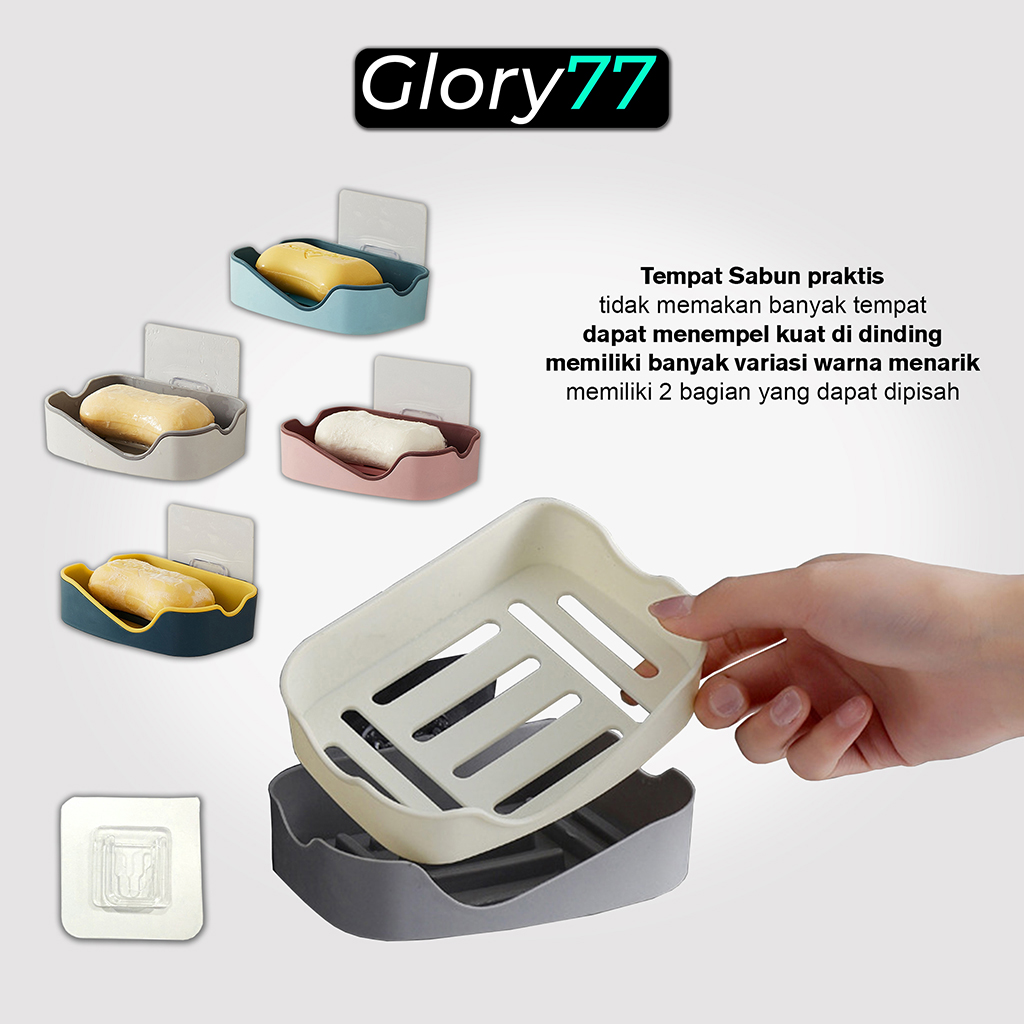 Glory77
Tempat Sabun praktis
tidak memakan banyak tempat
dapat menempel kuat di dinding
memiliki banyak variasi warna menarik
memiliki 2 bagian yang dapat dipisah